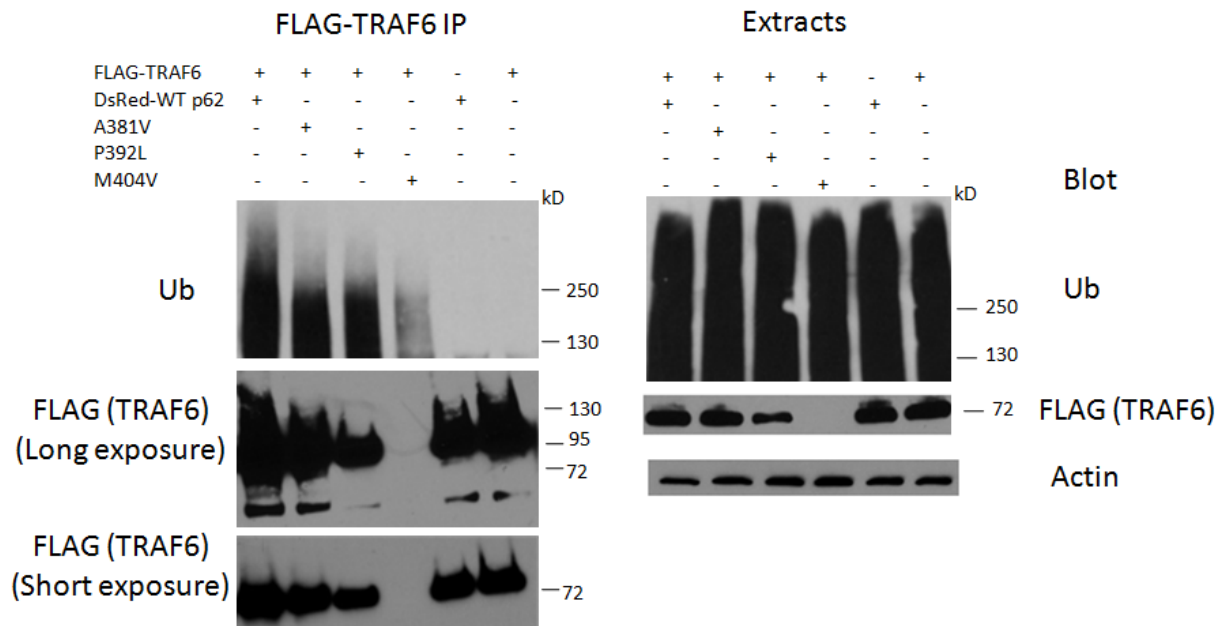 FLAG-TRAF6 IP
Extracts
FLAG-TRAF6 + + + + - + + + + + - +
DsRed-WT p62 + - - - + - + - - - + -
A381V - + - - - - - + - - - -
P392L - - + - - - - - + - - -
M404V - - - + - - - - - + - -
kD
Blot
Ub
250
130
250
130
Ub
FLAG (TRAF6)
(Long exposure)
130
95
72
72
FLAG (TRAF6)
Actin
FLAG (TRAF6)
(Short exposure)
72